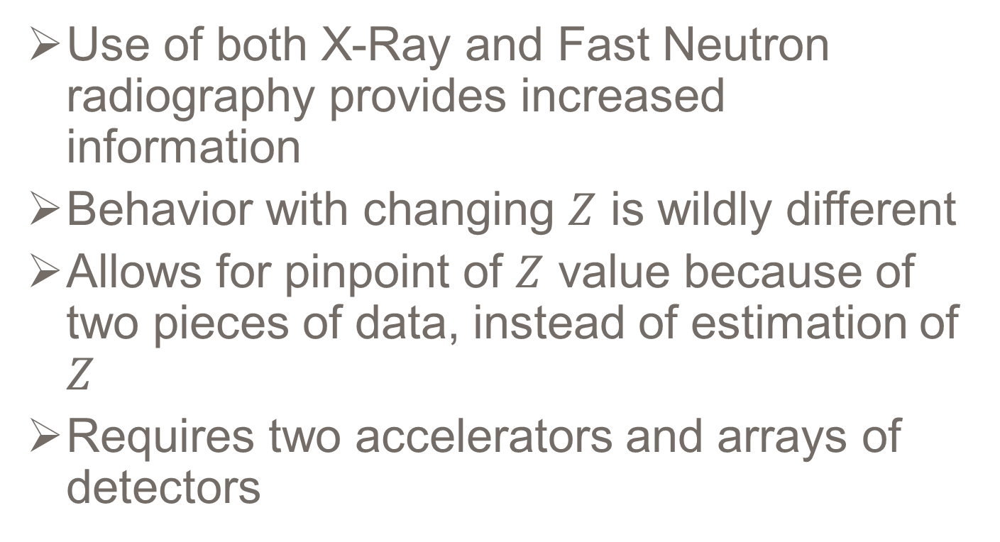 ➢Use of both X-Ray and Fast Neutron
radiography provides increased
information
➢Behavior with changing Z is wildly different
➢Allows for pinpoint of Z value because of
two pieces of data, instead of estimation of
Z
➢Requires two accelerators and arrays of
detectors